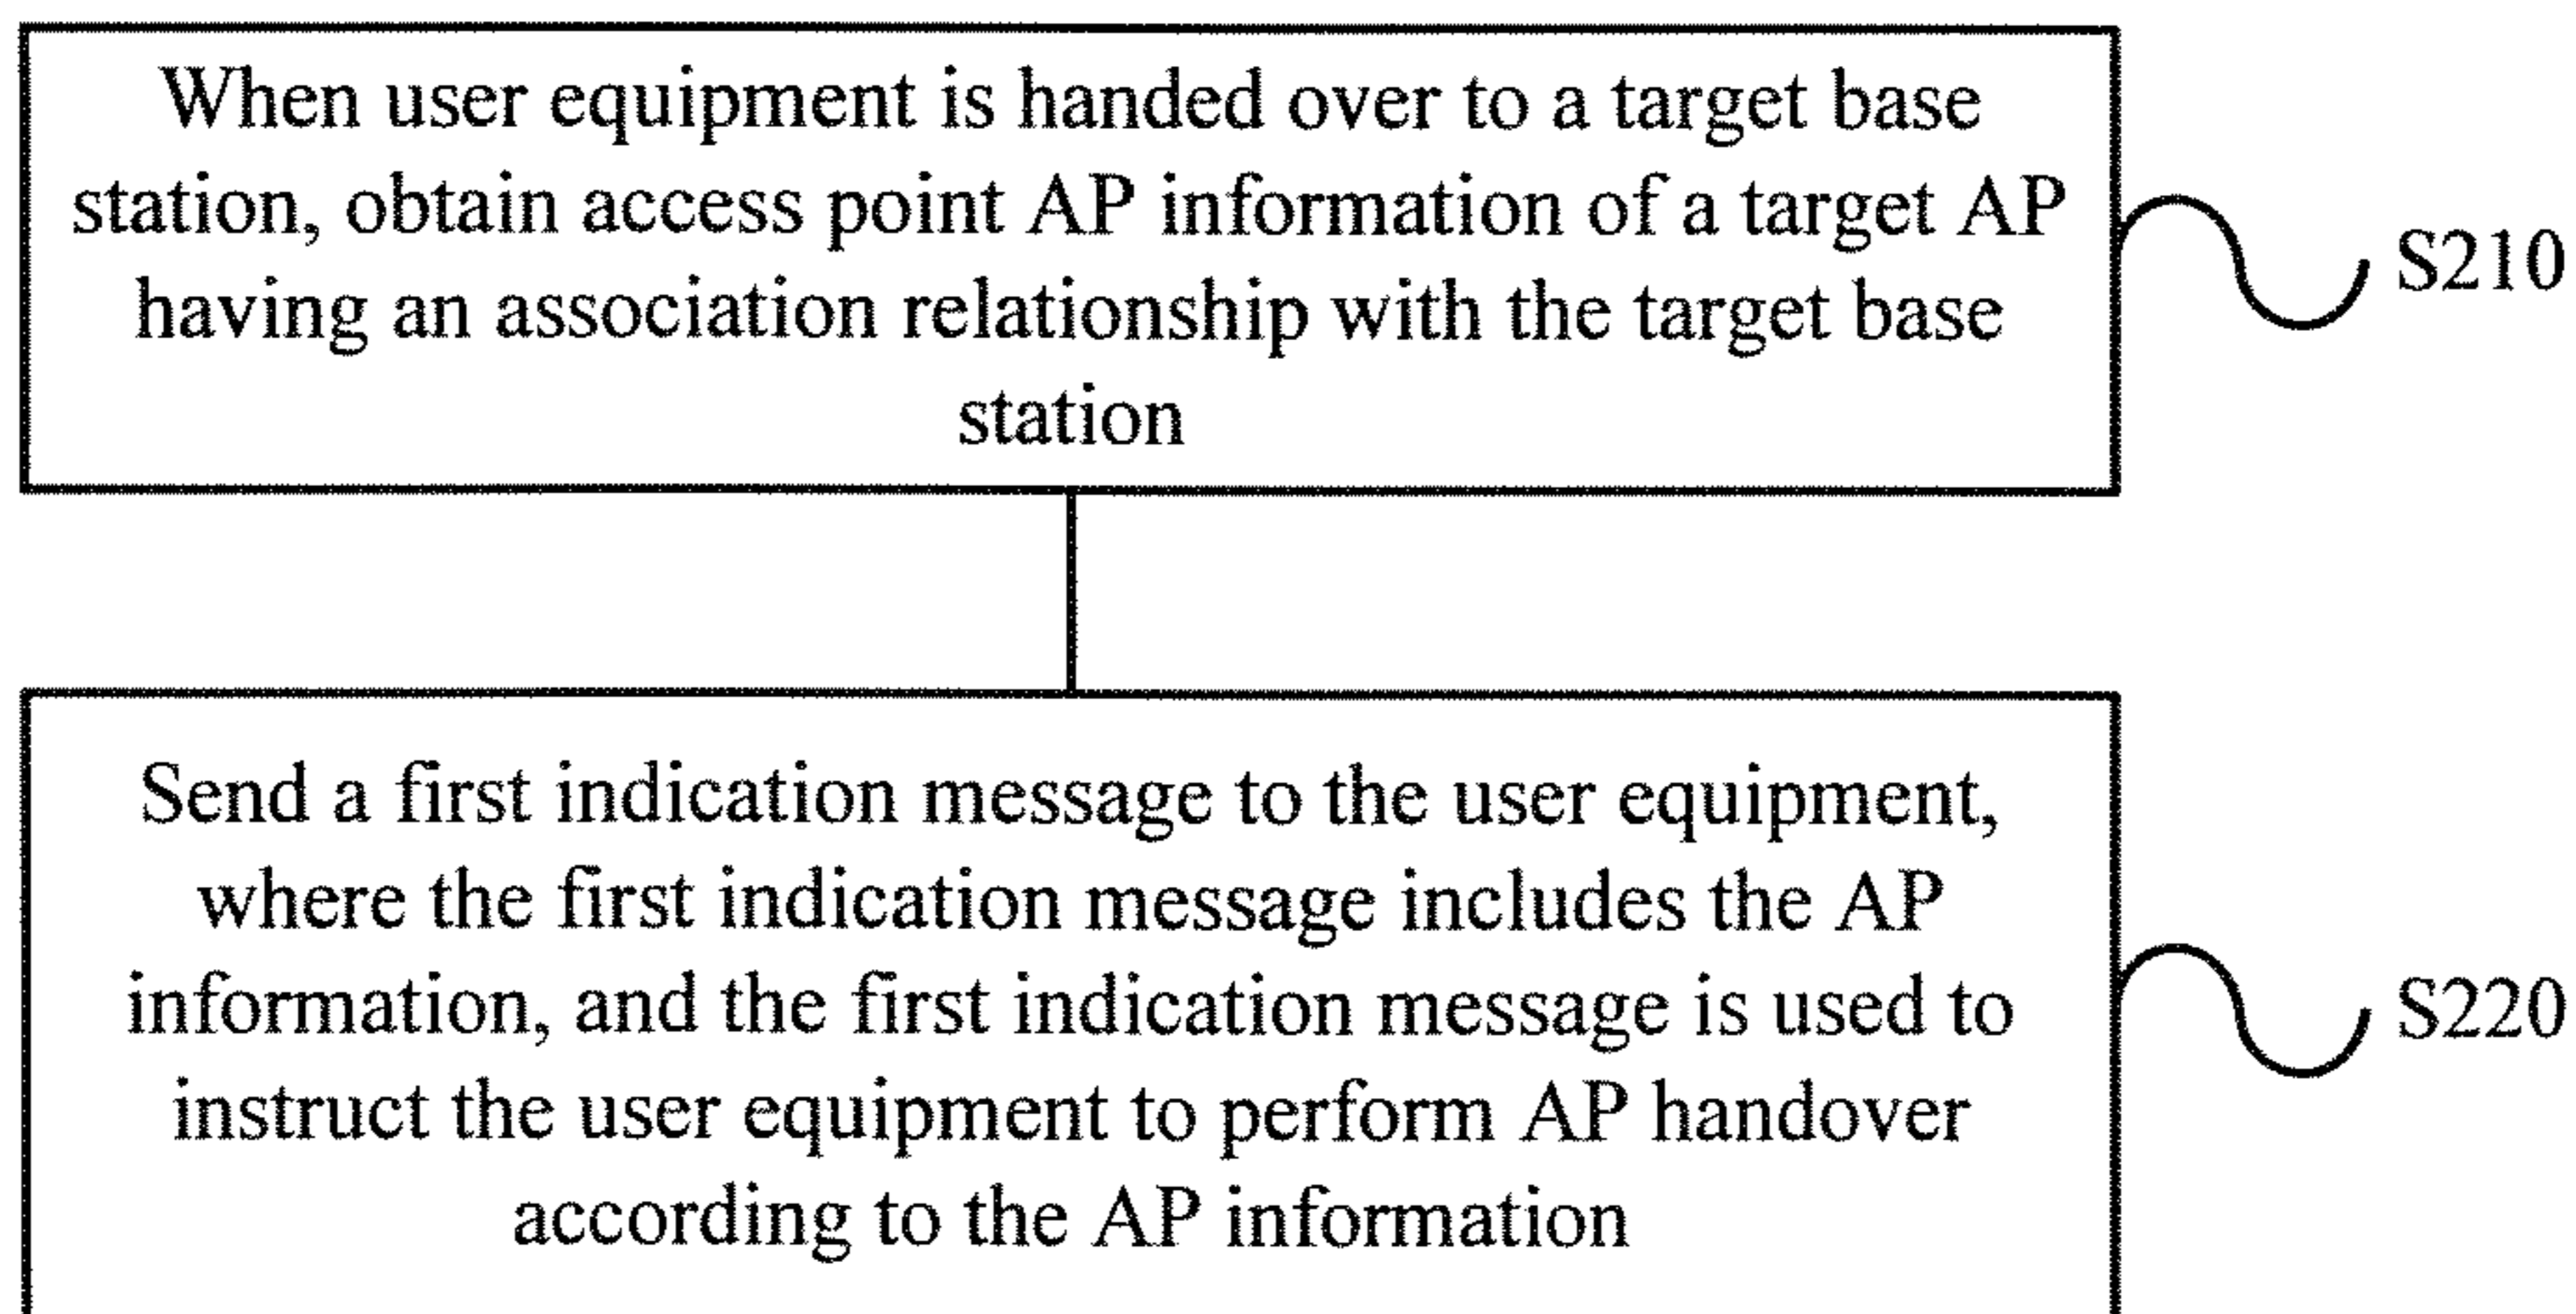 When user equipment is handed over to a target base
station, obtain access point AP information of a target AP
having an association relationship with the target base
station
S210
Send a first indication message to the user equipment,
where the first indication message includes the AP
information, and the first indication message is used to
instruct the user equipment to perform AP handover
according to the AP information
S220